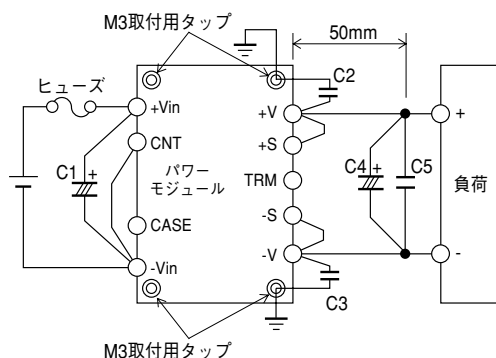 M3取付用タップ
50mm
ヒューズ
C2
+Vin
+V
+
CNT
+S
C1
+
パワー
モジュール
TRM
C4
+
C5
負荷
-S
CASE
-Vin
-V
-
C3
M3取付用タップ